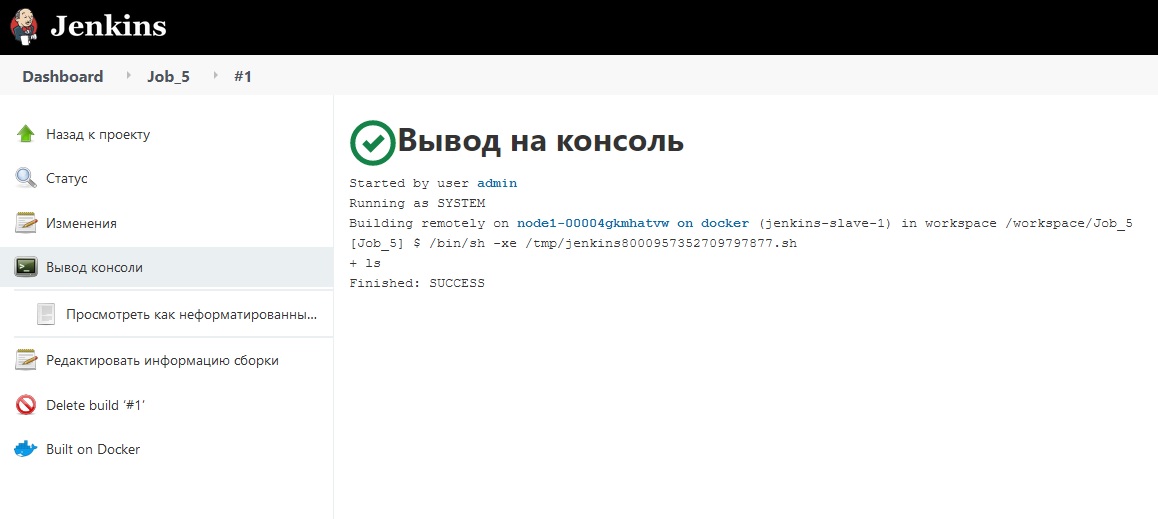 Jenkins
Dashboard Job_5 #1
Назад к проекту
Статус
Изменения
Вывод консоли
Просмотреть как неформатированны...
Редактировать информацию сборки
Delete build ‘#1’
Built on Docker
Вывод на консоль
Started by user admin
Running as SYSTEM
Building remotely on node1-00004gkmhatvw on docker (jenkins-slave-1) in workspace /workspace/Job_5
[Job_5] $ /bin/sh -xe /tmp/jenkins8000957352709797877.sh
+ ls
Finished: SUCCESS